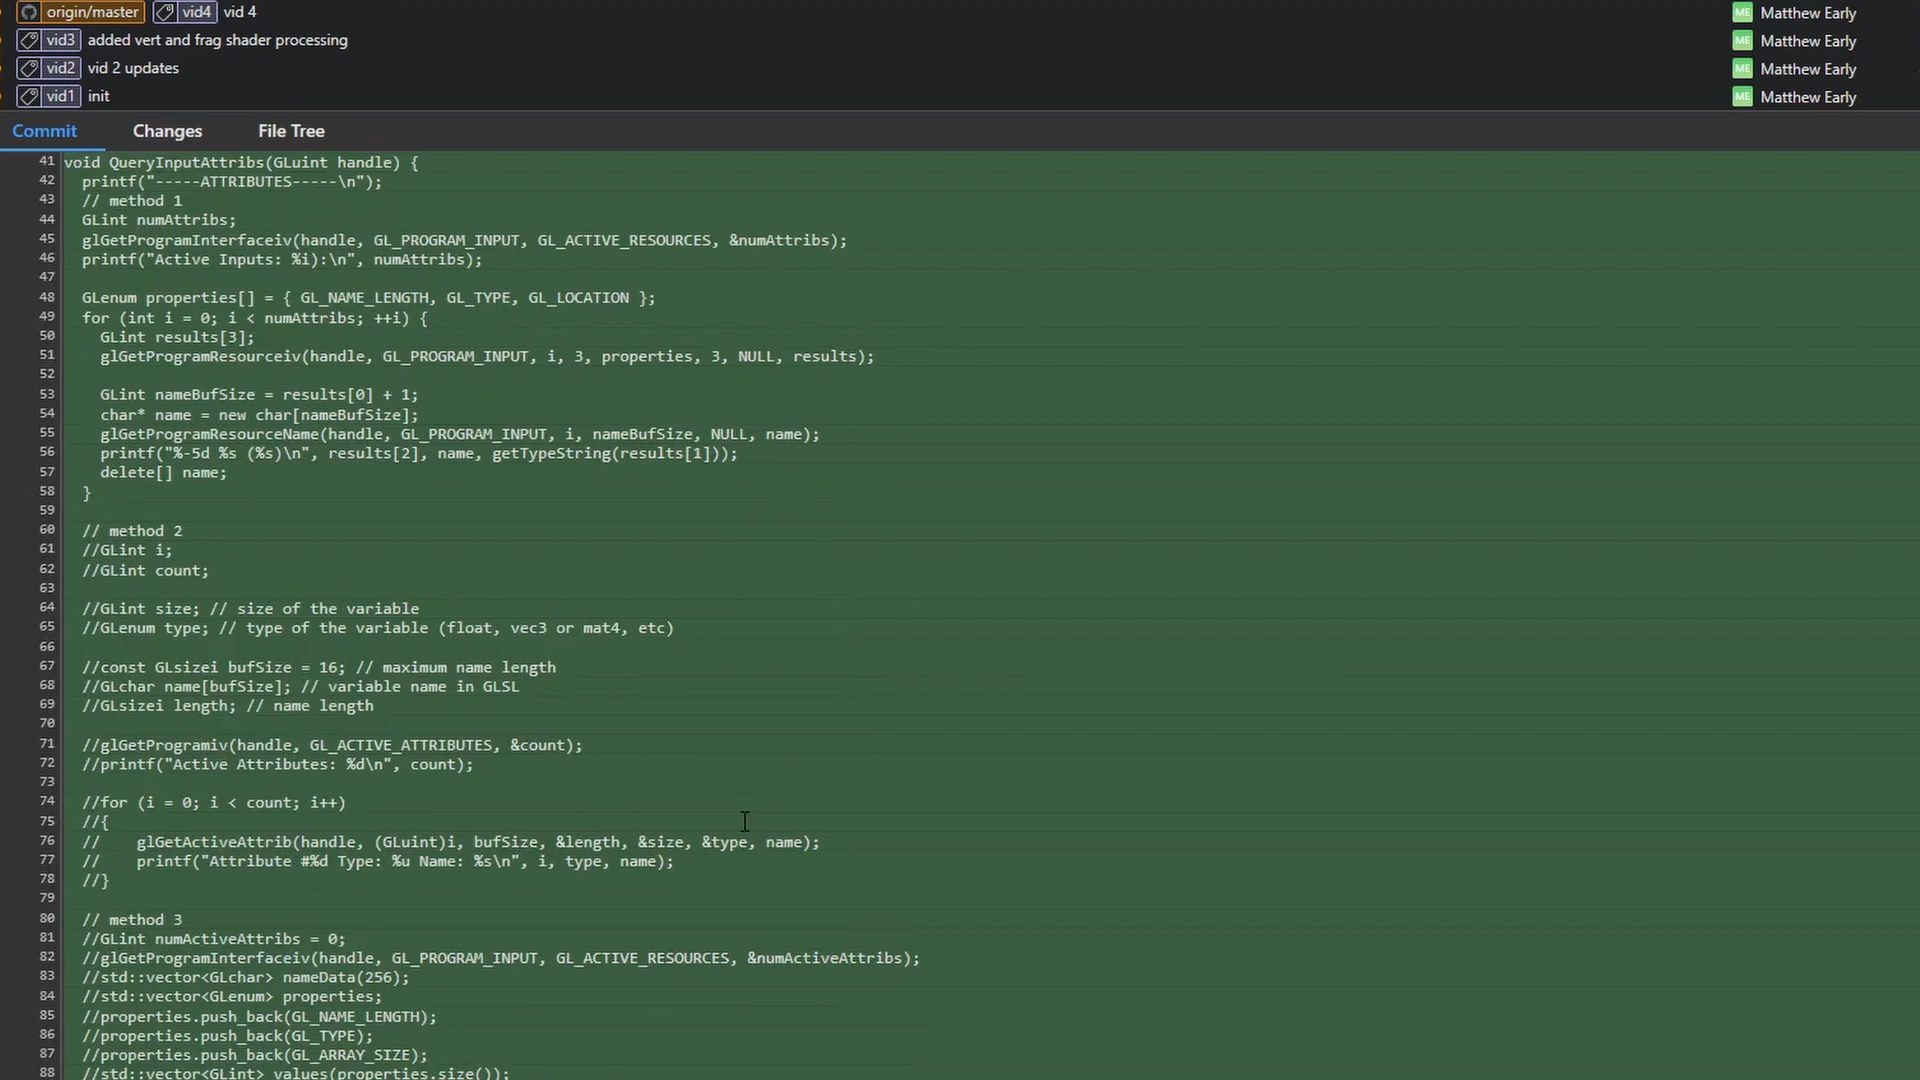 origin/master vid4 vid 4 ME Matthew Early
vid3 added vert and frag shader processing ME Matthew Early
vid2 vid 2 updates ME Matthew Early
vid1 init ME Matthew Early
Commit Changes File Tree
41 void QueryInputAttribs(GLuint handle) {
42 printf("-----ATTRIBUTES-----\n");
43 // method 1
44 GLint numAttribs;
45 glGetProgramInterfaceiv(handle, GL_PROGRAM_INPUT, GL_ACTIVE_RESOURCES, &numAttribs);
46 printf("Active Inputs: %i):\n", numAttribs);
47
48 GLenum properties[] = { GL_NAME_LENGTH, GL_TYPE, GL_LOCATION };
49 for (int i = 0; i < numAttribs; ++i) {
50 GLint results[3];
51 glGetProgramResourceiv(handle, GL_PROGRAM_INPUT, i, 3, properties, 3, NULL, results);
52
53 GLint nameBufSize = results[0] + 1;
54 char* name = new char[nameBufSize];
55 glGetProgramResourceName(handle, GL_PROGRAM_INPUT, i, nameBufSize, NULL, name);
56 printf("%-5d %s (%s)\n", results[2], name, getTypeString(results[1]));
57 delete[] name;
58 }
59
60 // method 2
61 //GLint i;
62 //GLint count;
63
64 //GLint size; // size of the variable
65 //GLenum type; // type of the variable (float, vec3 or mat4, etc)
66
67 //const GLsizei bufSize = 16; // maximum name length
68 //GLchar name[bufSize]; // variable name in GLSL
69 //GLsizei length; // name length
70
71 //glGetProgramiv(handle, GL_ACTIVE_ATTRIBUTES, &count);
72 //printf("Active Attributes: %d\n", count);
73
74 //for (i = 0; i < count; i++)
75 //{
76 // glGetActiveAttrib(handle, (GLuint)i, bufSize, &length, &size, &type, name);
77 // printf("Attribute #%d Type: %u Name: %s\n", i, type, name);
78 //}
79
80 // method 3
81 //GLint numActiveAttribs = 0;
82 //glGetProgramInterfaceiv(handle, GL_PROGRAM_INPUT, GL_ACTIVE_RESOURCES, &numActiveAttribs);
83 //std::vector<GLchar> nameData(256);
84 //std::vector<GLenum> properties;
85 //properties.push_back(GL_NAME_LENGTH);
86 //properties.push_back(GL_TYPE);
87 //properties.push_back(GL_ARRAY_SIZE);
88 //std::vector<GLint> values(properties.size());